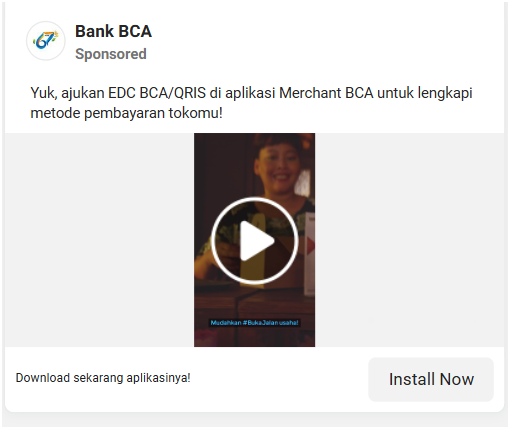 67
Bank BCA
Sponsored
Yuk, ajukan EDC BCA/QRIS di aplikasi Merchant BCA untuk lengkapi
metode pembayaran tokomu!
Mudahkan #BukaJalan usaha!
Download sekarang aplikasinya!
Install Now